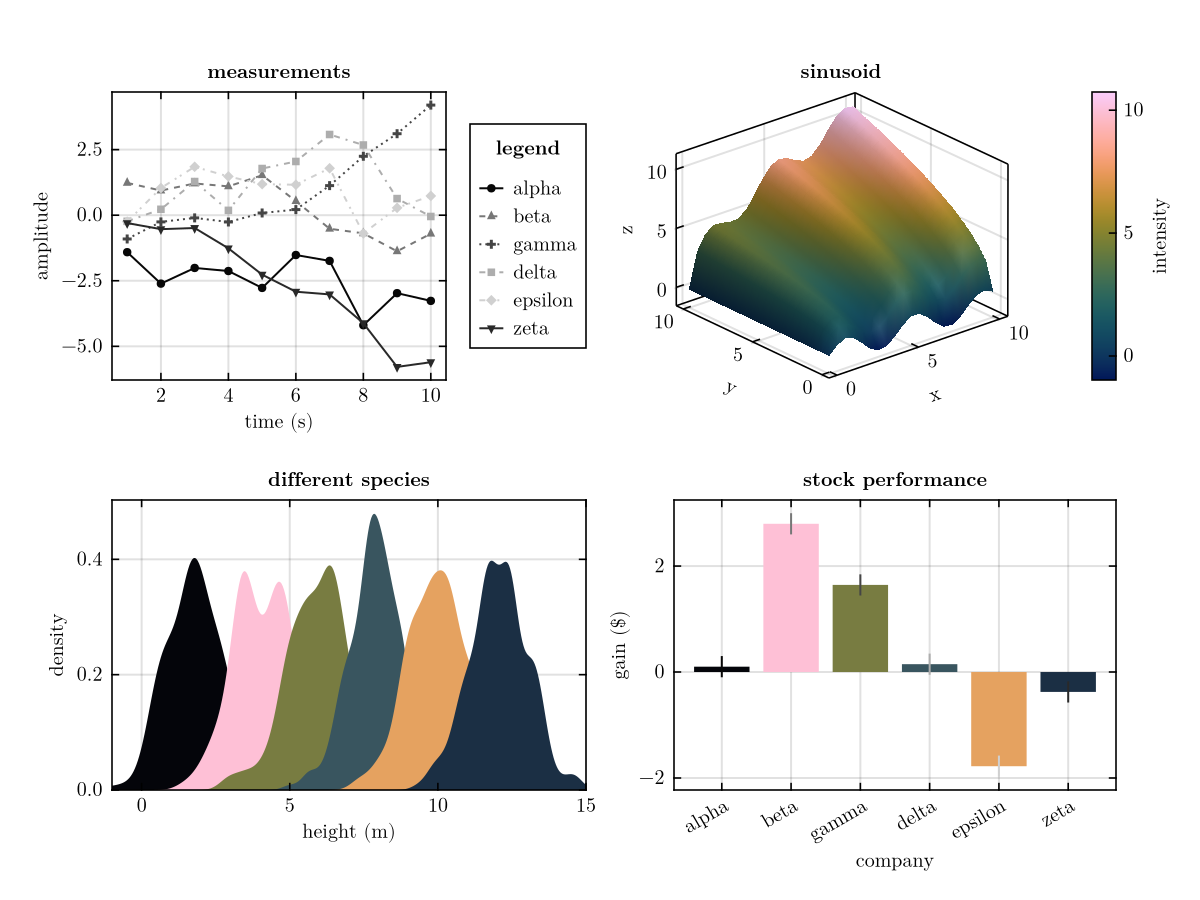 measurements
2.5
0.0
−2.5
−5.0
amplitude
2
4
6
8
10
time (s)
legend
alpha
beta
gamma
delta
epsilon
zeta
sinusoid
10
5
0
z
10
5
0
y
0
5
10
x
10
5
0
intensity
different species
0.4
0.2
0.0
density
0
5
10
15
height (m)
stock performance
2
0
−2
gain ($)
alpha
beta
gamma
delta
epsilon
zeta
company